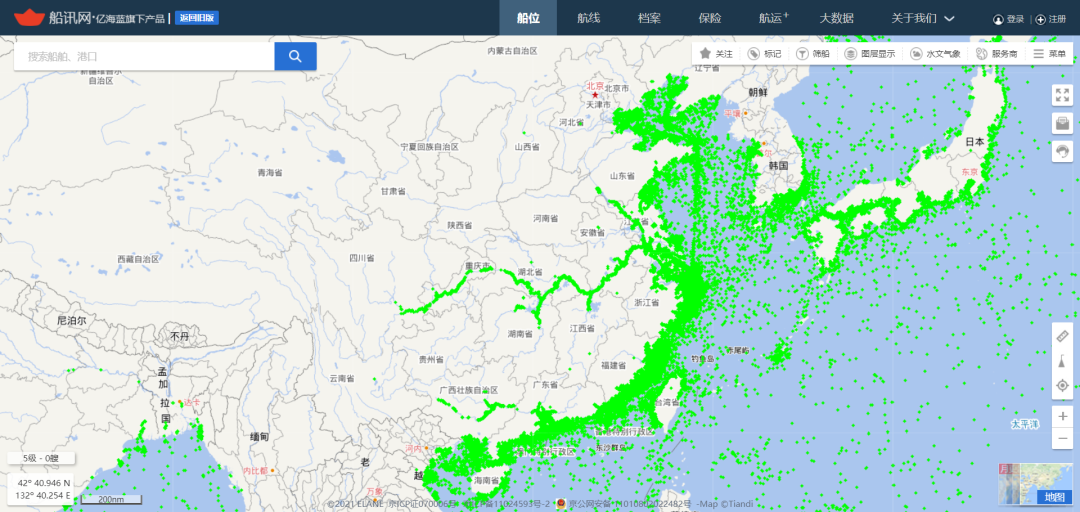 船讯网·亿海蓝旗下产品 | 返回旧版
船位 航线 档案 保险 航运+ 大数据 关于我们 登录 | 注册
搜索船舶、港口
关注 标记 筛船 图层显示 水文气象 服务商 菜单
内蒙古自治区
辽宁省
新疆维吾尔
自治区
北京 北京市
朝鲜
天津市
平壤
河北省
日本
宁夏回族自治区
山西省
韩国
青海省
山东省
东京
甘肃省
河南省
陕西省
安徽省
西藏自治区
四川省
重庆市
湖北省
浙江省
尼泊尔
不丹
湖南省
江西省
钓鱼岛
赤尾屿
贵州省
福建省
孟加拉国
云南省
广西壮族自治区
广东省
达卡
台湾省
太平洋
缅甸
香港特别行政区
河内
东沙群岛
5级 - 0艘
老
越
内比都
海南省
42° 40.946 N
132° 40.254 E
万象
地图
200nm
©2021 ELANE 京ICP证070006号 京ICP备11024593号-2 京公网安备11010802022482号 -Map ©Tiandi